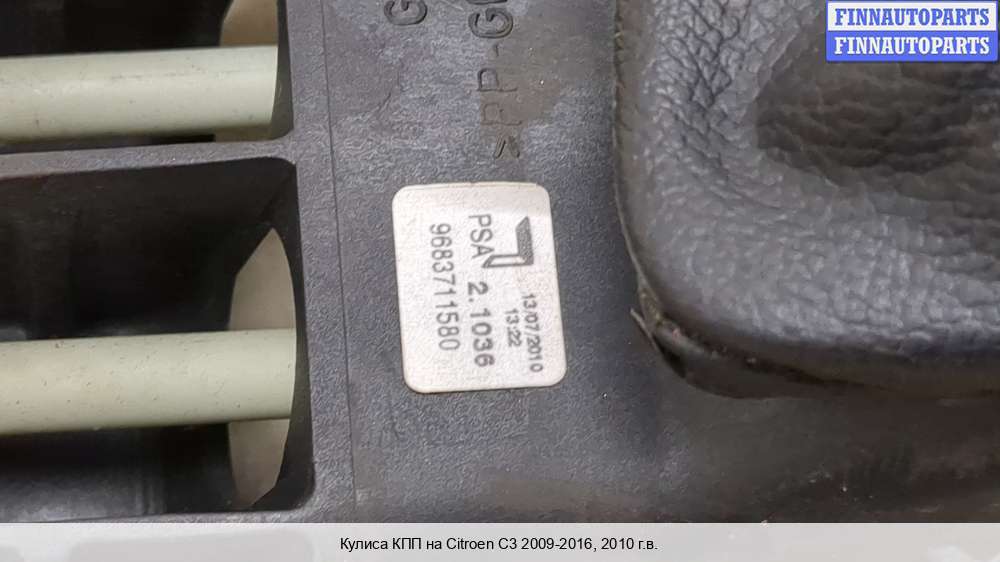 FINNAUTOPARTS
FINNAUTOPARTS
>PP-G
13/07/2010
13:22
PSA 2.1036
9683711580
Кулиса КПП на Citroen C3 2009-2016, 2010 г.в.